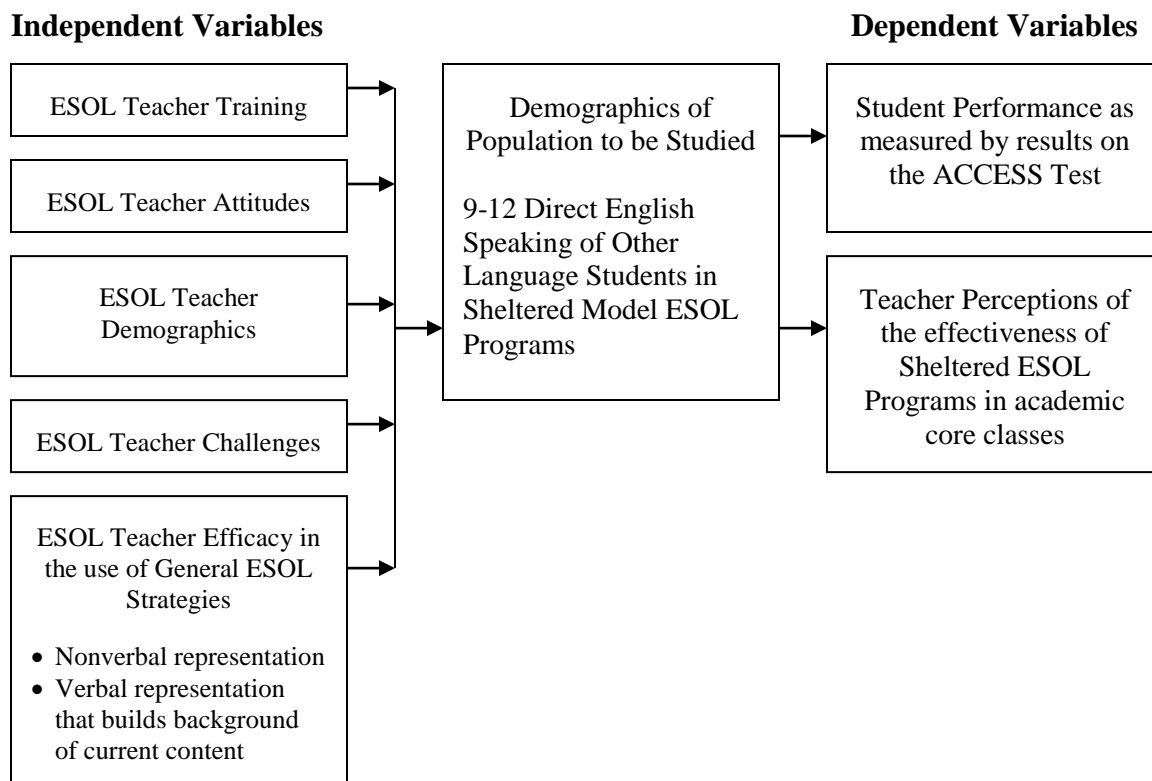 Independent Variables
ESOL Teacher Training
ESOL Teacher Attitudes
ESOL Teacher
Demographics
ESOL Teacher Challenges
ESOL Teacher Efficacy in
the use of General ESOL
Strategies
• Nonverbal representation
• Verbal representation
that builds background
of current content
Demographics of
Population to be Studied
9-12 Direct English
Speaking of Other
Language Students in
Sheltered Model ESOL
Programs
Dependent Variables
Student Performance as
measured by results on
the ACCESS Test
Teacher Perceptions of
the effectiveness of
Sheltered ESOL
Programs in academic
core classes